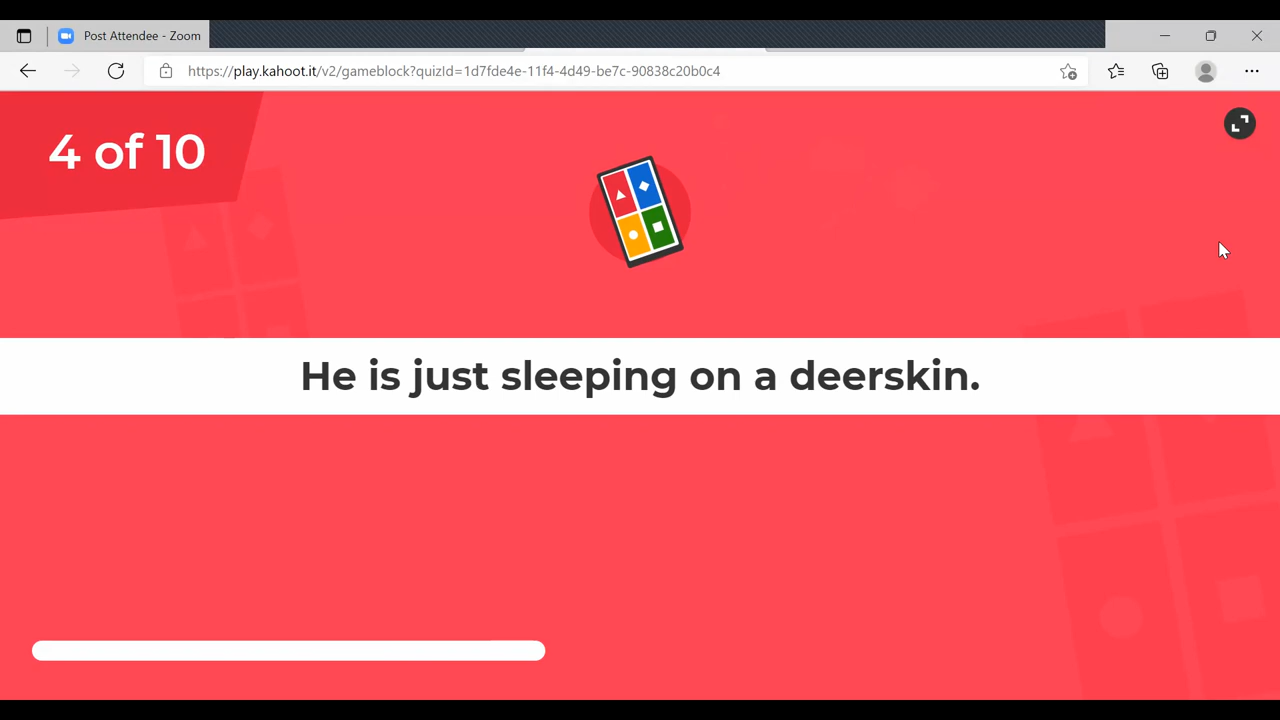 Post Attendee - Zoom
https://play.kahoot.it/v2/gameblock?quizId=1d7fde4e-11f4-4d49-be7c-90838c20b0c4
4 of 10
He is just sleeping on a deerskin.